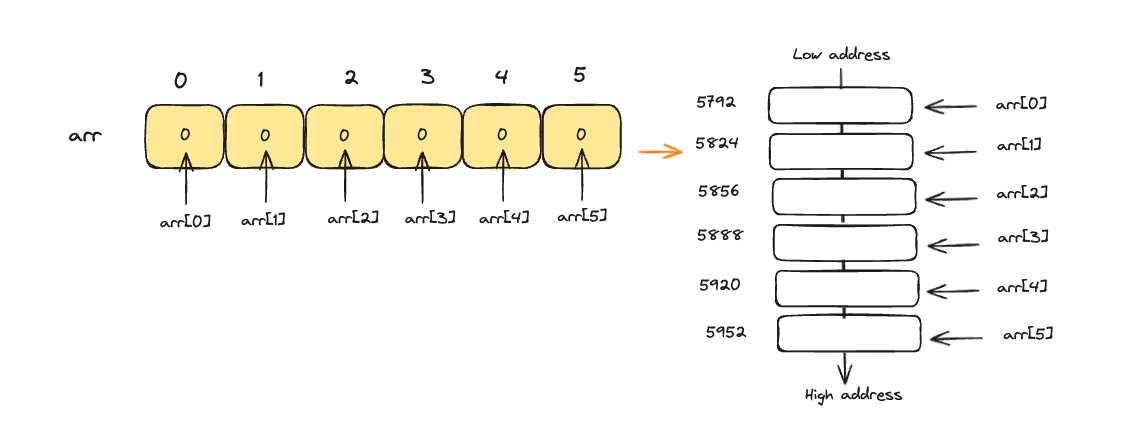 0 1 2 3 4 5
arr 0 0 0 0 0 0
arr[0] arr[1] arr[2] arr[3] arr[4] arr[5]
Low address
5792 arr[0]
5824 arr[1]
5856 arr[2]
5888 arr[3]
5920 arr[4]
5952 arr[5]
High address